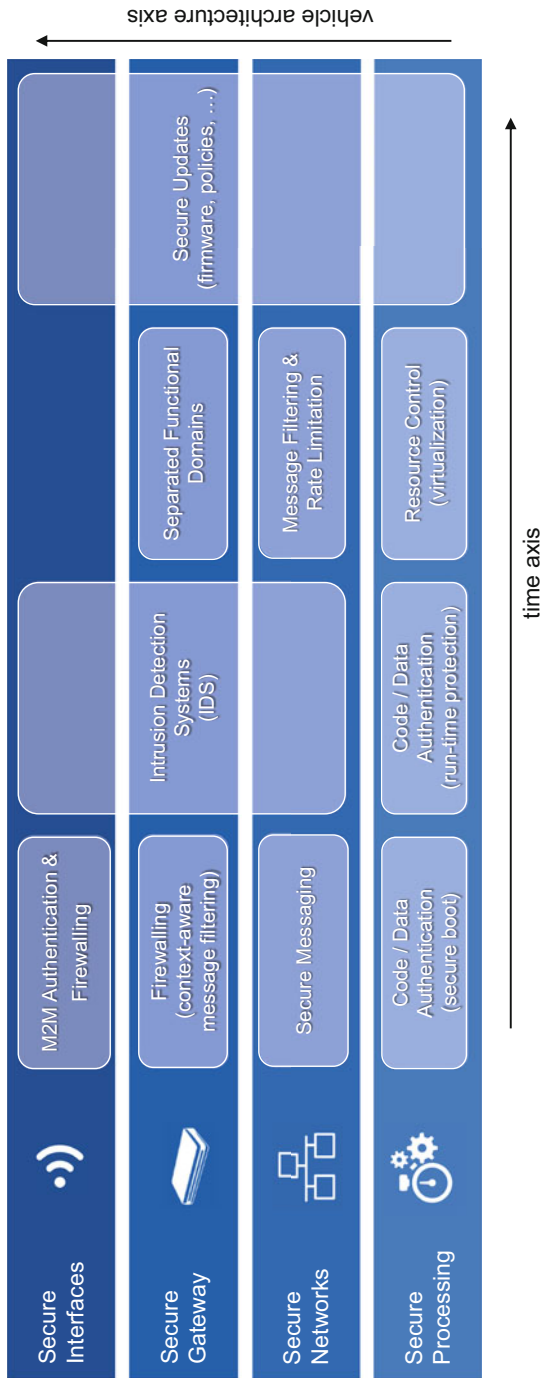 Secure
Interfaces
M2M Authentication &
Firewalling
Secure
Gateway
Firewalling
(context-aware
message filtering)
Intrusion Detection
Systems
(IDS)
Separated Functional
Domains
Secure Updates
(firmware, policies, …)
Secure
Networks
Secure Messaging
Message Filtering &
Rate Limitation
Secure
Processing
Code / Data
Authentication
(secure boot)
Code / Data
Authentication
(run-time protection)
Resource Control
(virtualization)
time axis
vehicle architecture axis